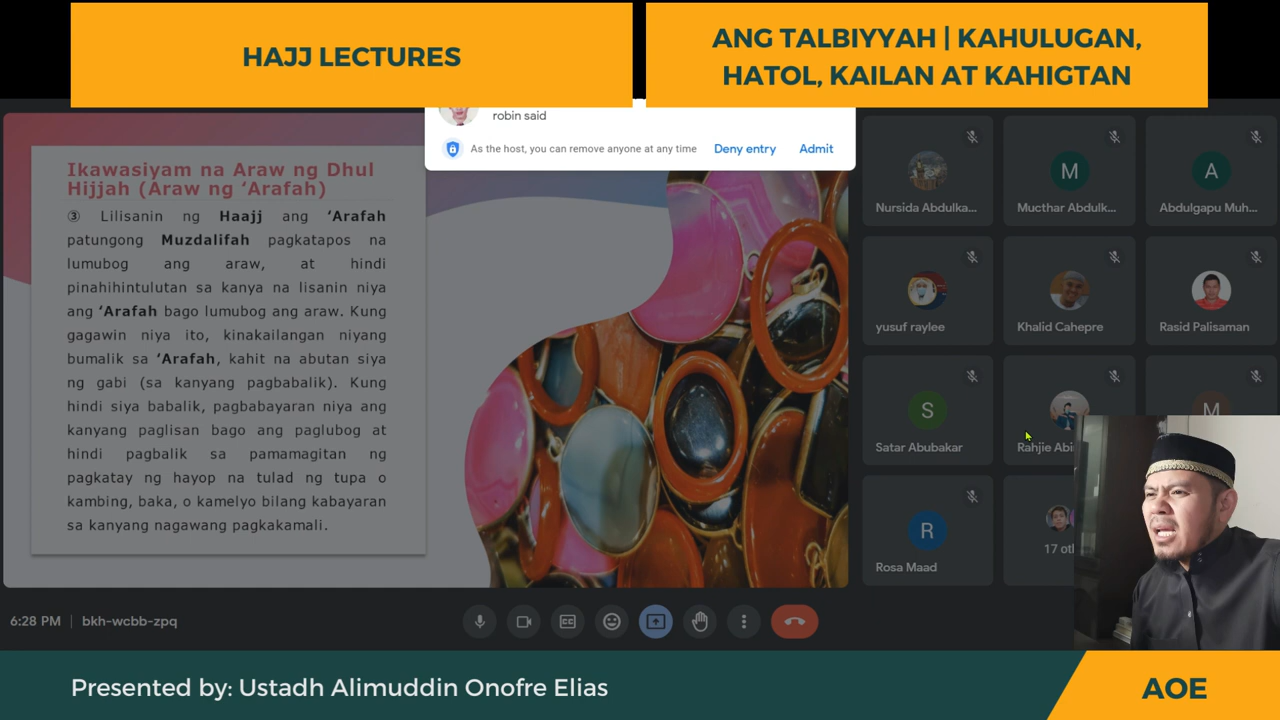 HAJJ LECTURES
ANG TALBIYYAH | KAHULUGAN,
HATOL, KAILAN AT KAHIGTAN
robin said
As the host, you can remove anyone at any time
Deny entry
Admit
Ikawasiyam na Araw ng Dhul
Hijjah (Araw ng ‘Arafah)
③ Lilisanin ng Haajj ang ‘Arafah
patungong Muzdalifah pagkatapos na
lumubog ang araw, at hindi
pinahihintulutan sa kanya na lisanin niya
ang ‘Arafah bago lumubog ang araw. Kung
gagawin niya ito, kinakailangan niyang
bumalik sa ‘Arafah, kahit na abutan siya
ng gabi (sa kanyang pagbabalik). Kung
hindi siya babalik, pagbabayaran niya ang
kanyang paglisan bago ang paglubog at
hindi pagbalik sa pamamagitan ng
pagkatay ng hayop na tulad ng tupa o
kambing, baka, o kamelyo bilang kabayaran
sa kanyang nagawang pagkakamali.
Nursida Abdulka...
M
Mucthar Abdulk...
A
Abdulgapu Muh...
yusuf raylee
Khalid Cahepre
Rasid Palisaman
S
Satar Abubakar
Rahjie Abi
M
R
Rosa Maad
17 ot
6:28 PM | bkh-wcbb-zpq
Presented by: Ustadh Alimuddin Onofre Elias
AOE